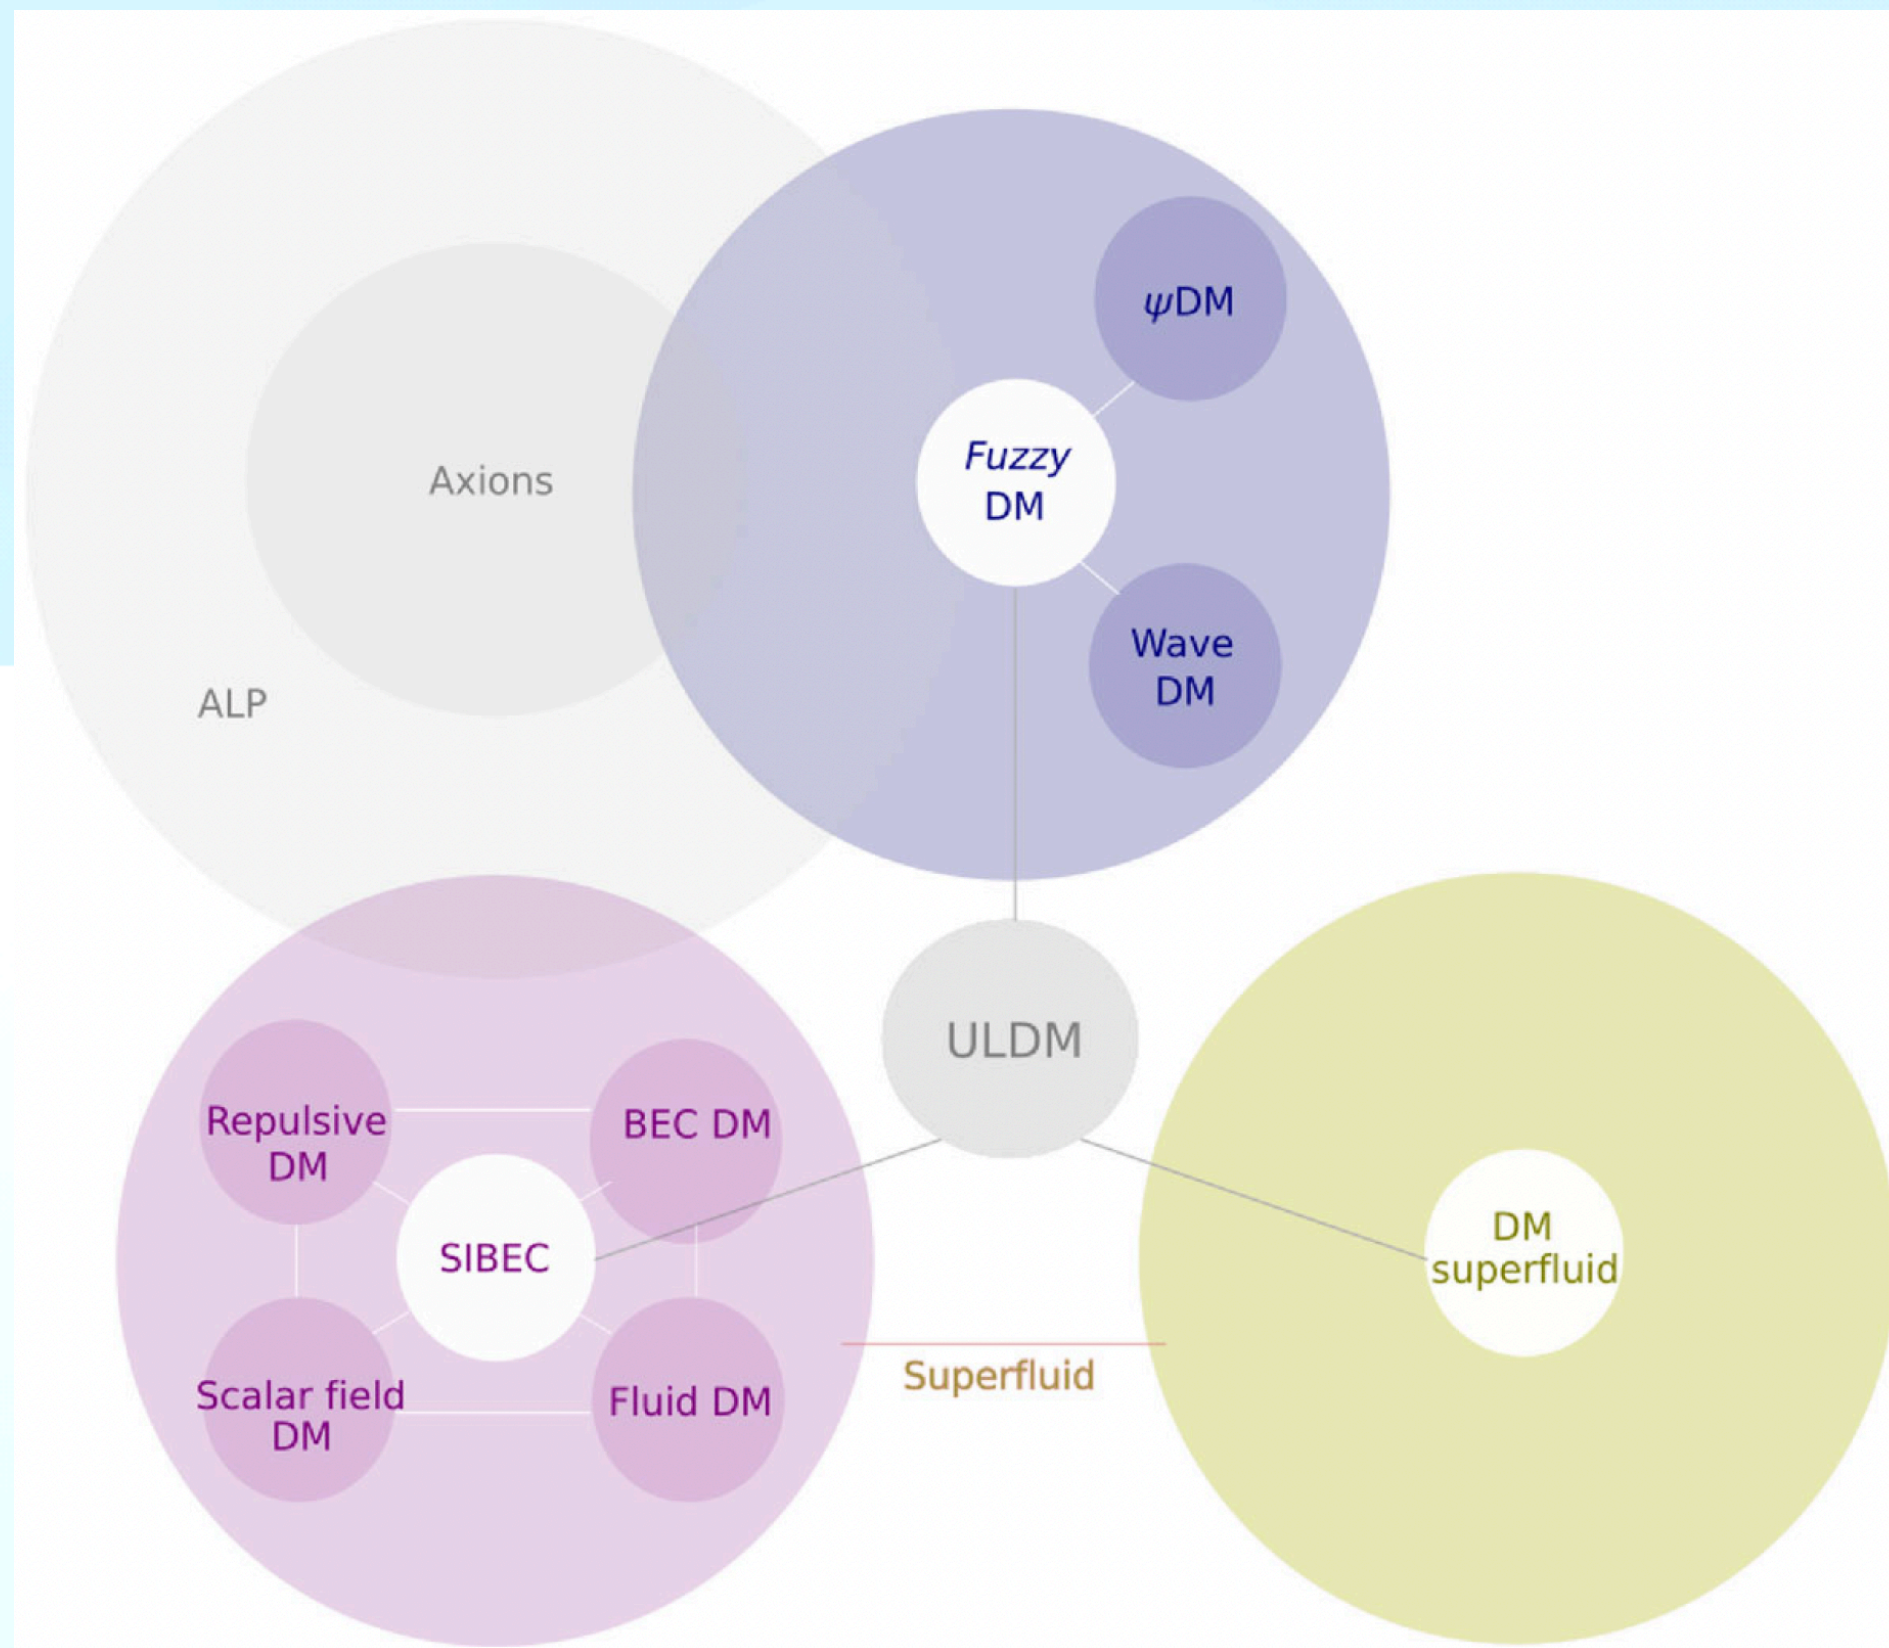 ψDM
Fuzzy
DM
Axions
Wave
DM
ALP
ULDM
Repulsive
DM
BEC DM
SIBEC
DM
superfluid
Superfluid
Scalar field
DM
Fluid DM